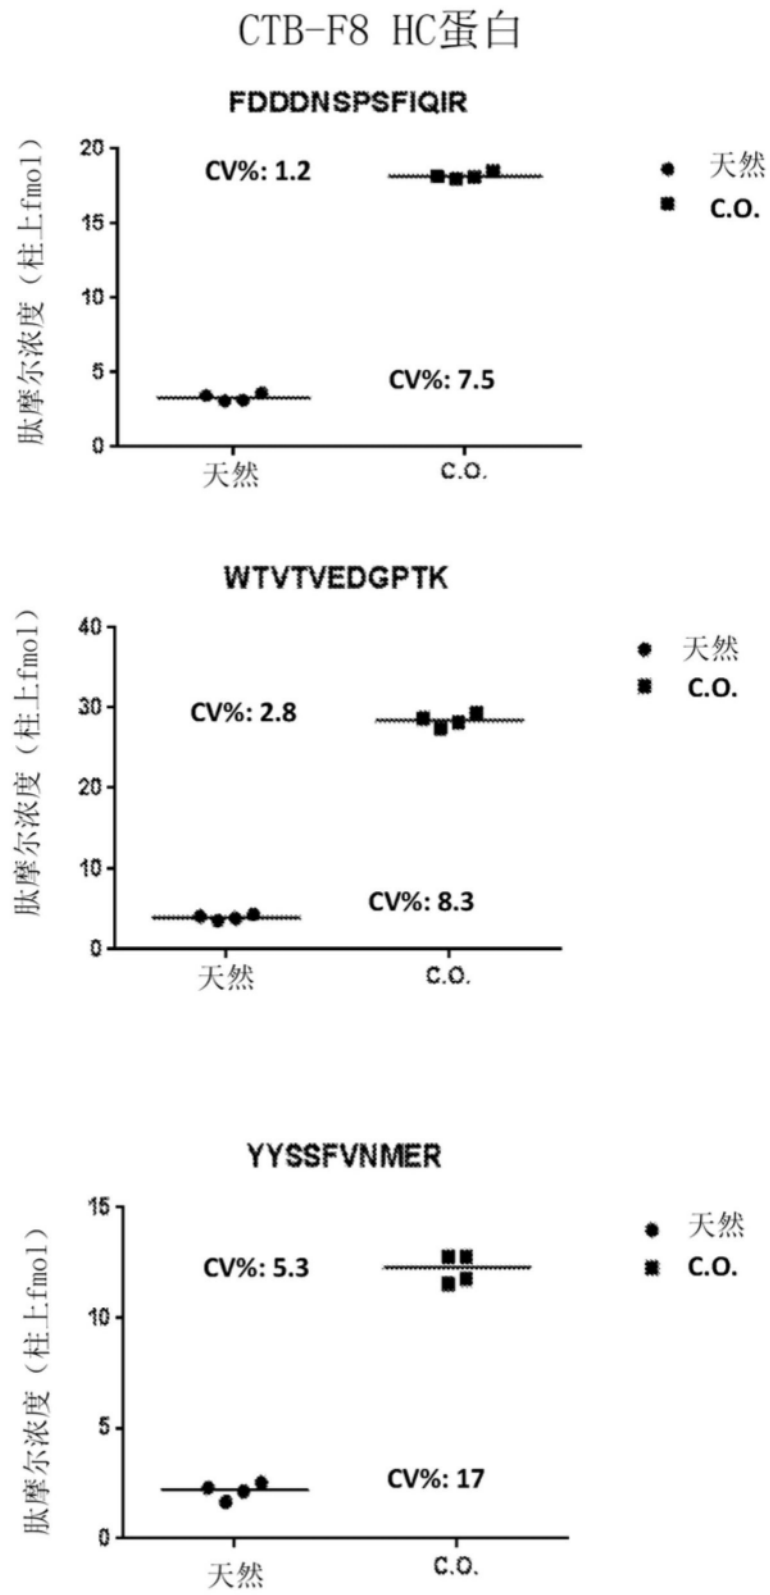 CTB-F8 HC蛋白
FDDDNSPSFIQIR
肽摩尔浓度（柱上fmol）
20
15
10
5
0
CV%: 1.2
CV%: 7.5
天然
C.O.
天然
C.O.
WTVTVEDGPTK
肽摩尔浓度（柱上fmol）
40
30
20
10
0
CV%: 2.8
CV%: 8.3
天然
C.O.
天然
C.O.
YYSSFVNMER
肽摩尔浓度（柱上fmol）
15
10
5
0
CV%: 5.3
CV%: 17
天然
C.O.
天然
C.O.